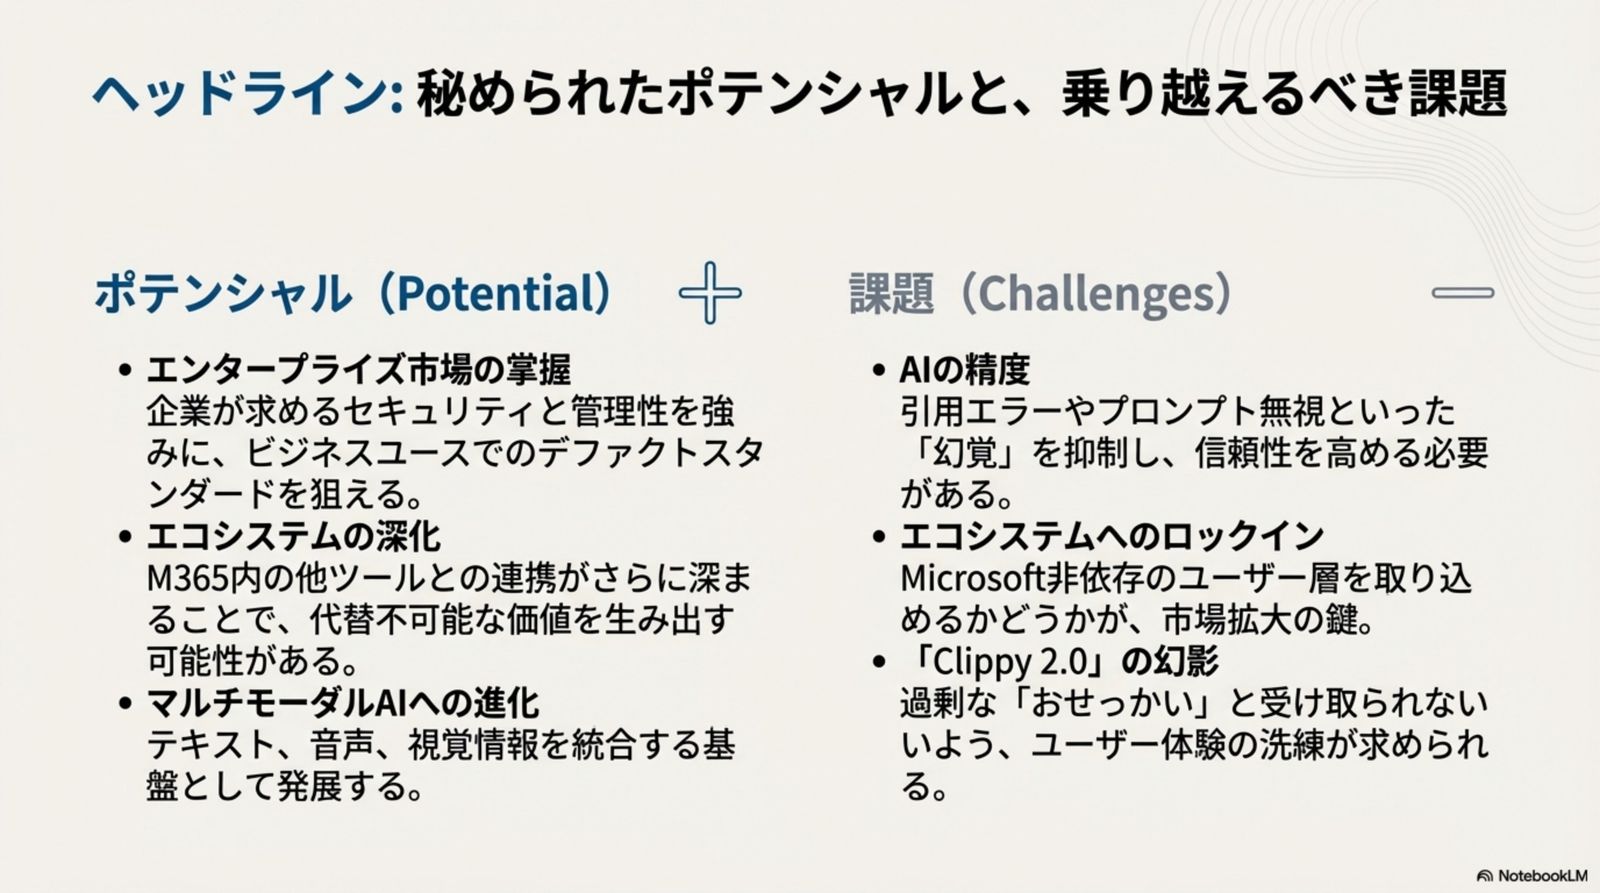 ヘッドライン: 秘められたポテンシャルと、乗り越えるべき課題
ポテンシャル（Potential）
• エンタープライズ市場の掌握
企業が求めるセキュリティと管理性を強
みに、ビジネスユースでのデファクトスタ
ンダードを狙える。
• エコシステムの深化
M365内の他ツールとの連携がさらに深ま
ることで、代替不可能な価値を生み出す
可能性がある。
• マルチモーダルAIへの進化
テキスト、音声、視覚情報を統合する基
盤として発展する。
課題（Challenges）
• AIの精度
引用エラーやプロンプト無視といった
「幻覚」を抑制し、信頼性を高める必要
がある。
• エコシステムへのロックイン
Microsoft非依存のユーザー層を取り込
めるかどうかが、市場拡大の鍵。
• 「Clippy 2.0」の幻影
過剰な「おせっかい」と受け取られない
いよう、ユーザー体験の洗練が求められ
る。
NotebookLM